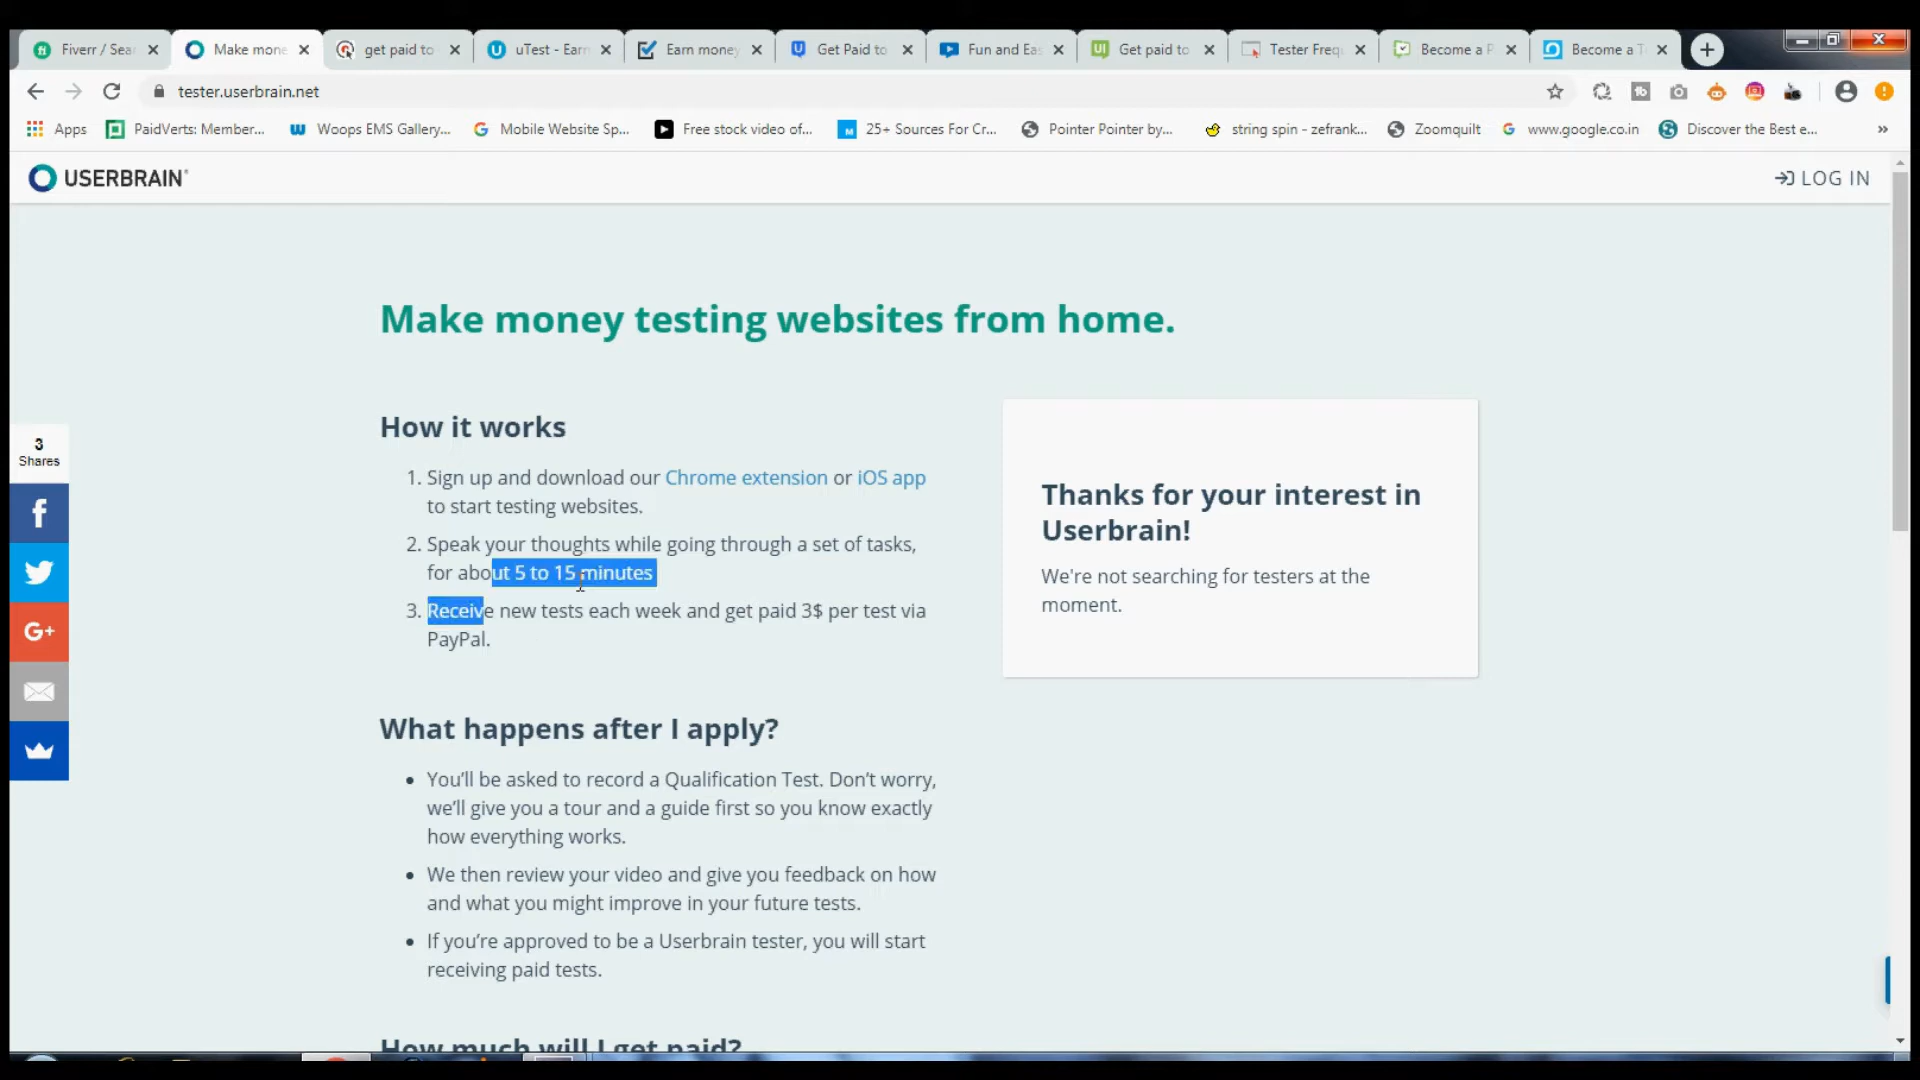 Fiverr / Sea
Make mone
get paid to
uTest - Earn
Earn money
Get Paid to
Fun and Eas
Get paid to
Tester Freq
Become a P
Become a T
tester.userbrain.net
Apps
PaidVerts: Member...
Woops EMS Gallery...
Mobile Website Sp...
Free stock video of...
25+ Sources For Cr...
Pointer Pointer by...
string spin - zefrank...
Zoomquilt
www.google.co.in
Discover the Best e...
USERBRAIN
LOG IN
Make money testing websites from home.
How it works
1. Sign up and download our Chrome extension or iOS app
to start testing websites.
2. Speak your thoughts while going through a set of tasks,
for about 5 to 15 minutes
3. Receive new tests each week and get paid 3$ per test via
PayPal.
Thanks for your interest in
Userbrain!
We're not searching for testers at the
moment.
3
Shares
What happens after I apply?
• You'll be asked to record a Qualification Test. Don't worry,
we'll give you a tour and a guide first so you know exactly
how everything works.
• We then review your video and give you feedback on how
and what you might improve in your future tests.
• If you're approved to be a Userbrain tester, you will start
receiving paid tests.
How much will I get paid?